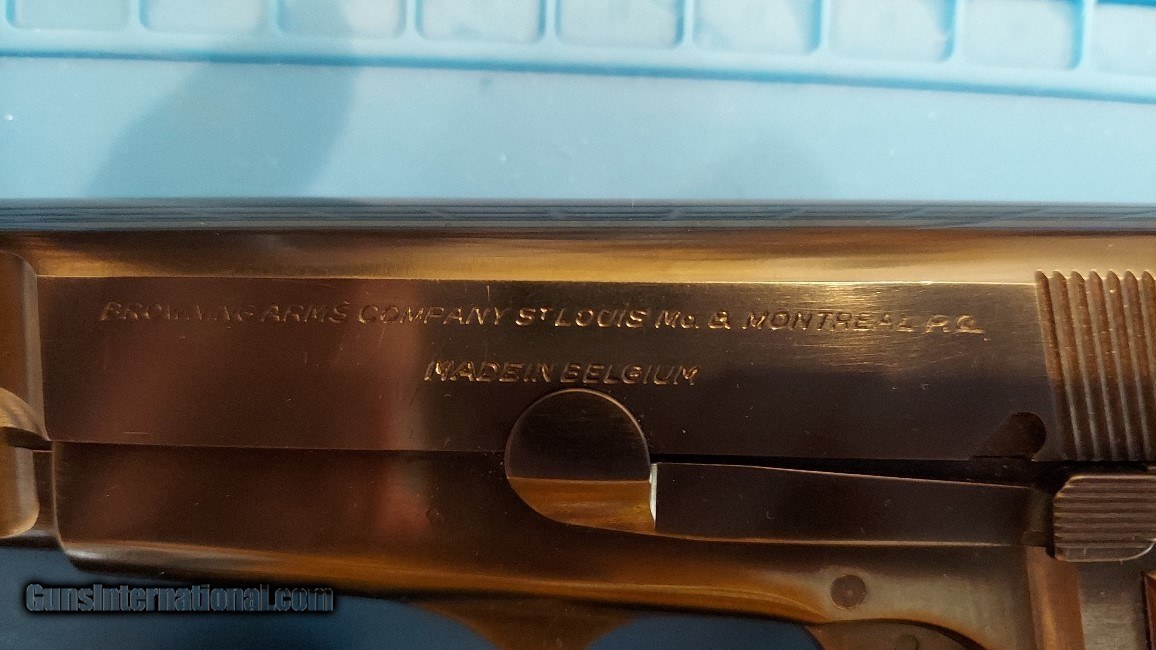 BROWNING ARMS COMPANY ST LOUIS MO. & MONTREAL P.Q.
MADE IN BELGIUM
GunsInternational.com